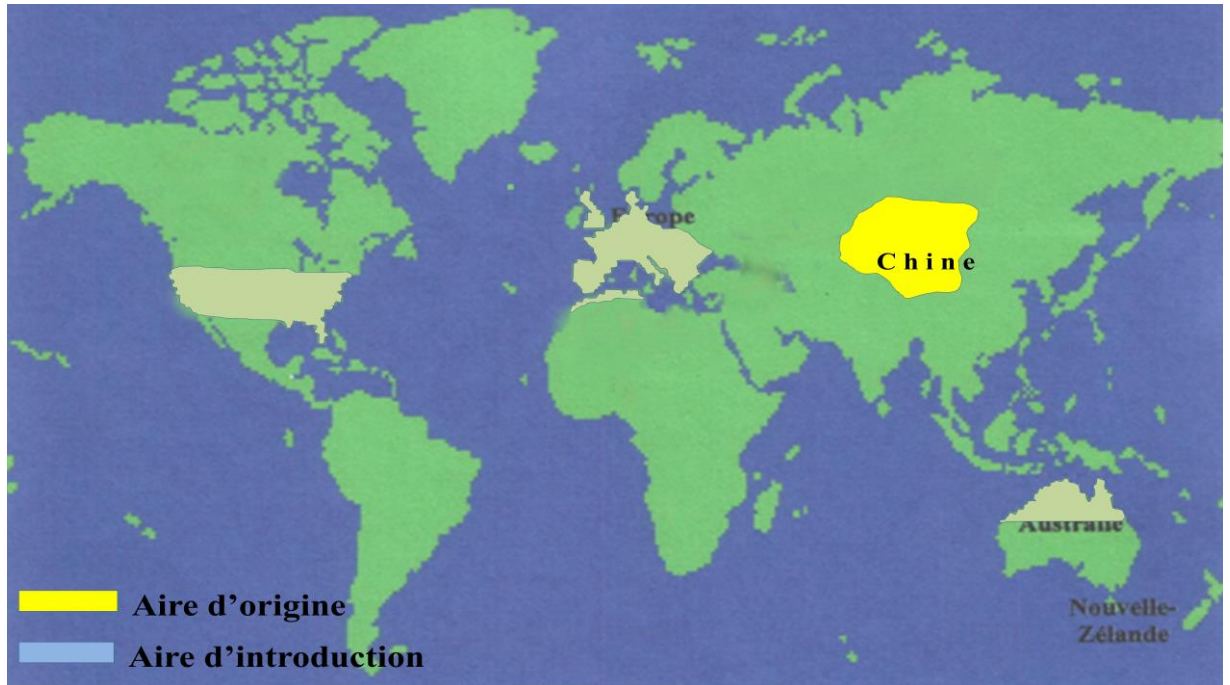 Europe
Chine
Australie
Nouvelle-
Zélande
Aire d’origine
Aire d’introduction